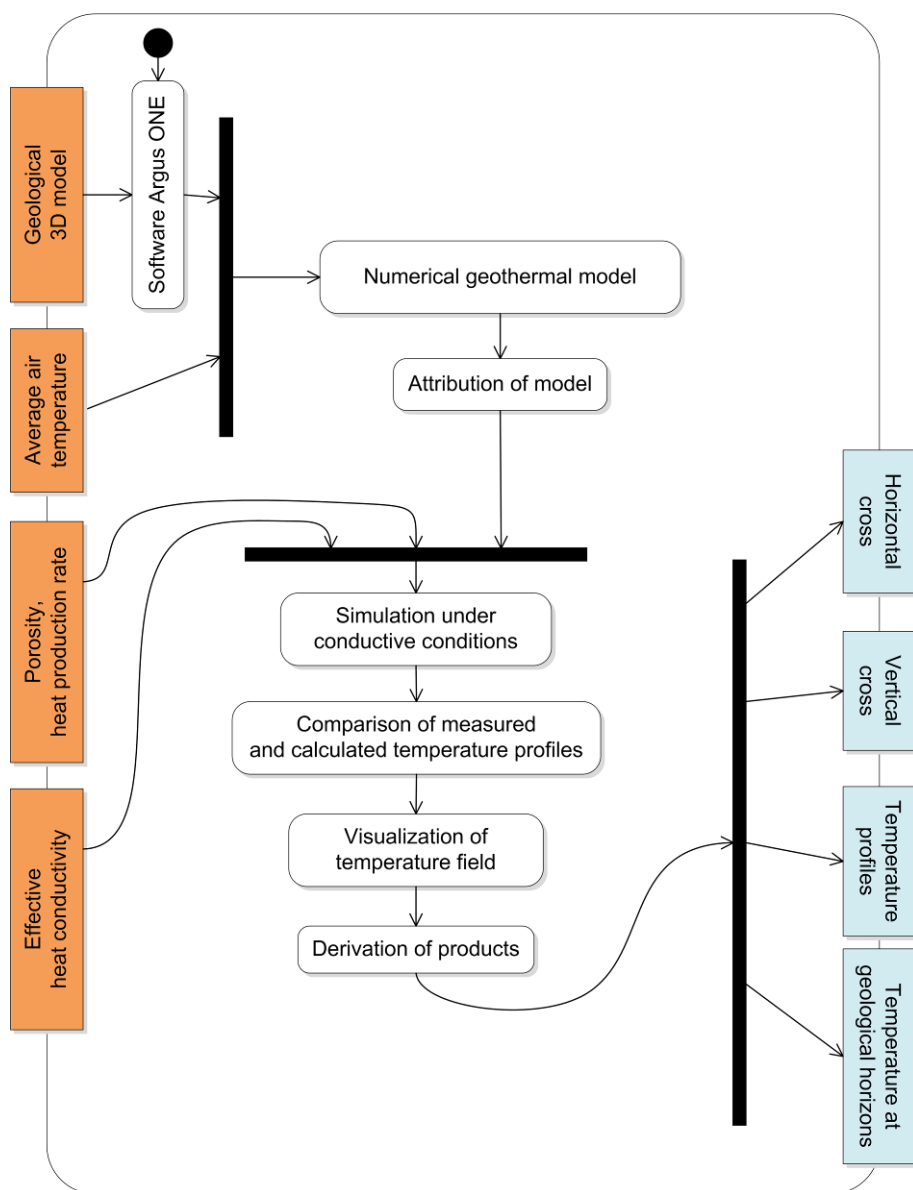 Geological
3D model
Software Argus ONE
Numerical geothermal model
Average air
temperature
Attribution of model
Porosity,
heat production rate
Effective
heat conductivity
Simulation under
conductive conditions
Comparison of measured
and calculated temperature profiles
Visualization of
temperature field
Derivation of products
Horizontal
cross
Vertical
cross
Temperature
profiles
Temperature at
geological horizons